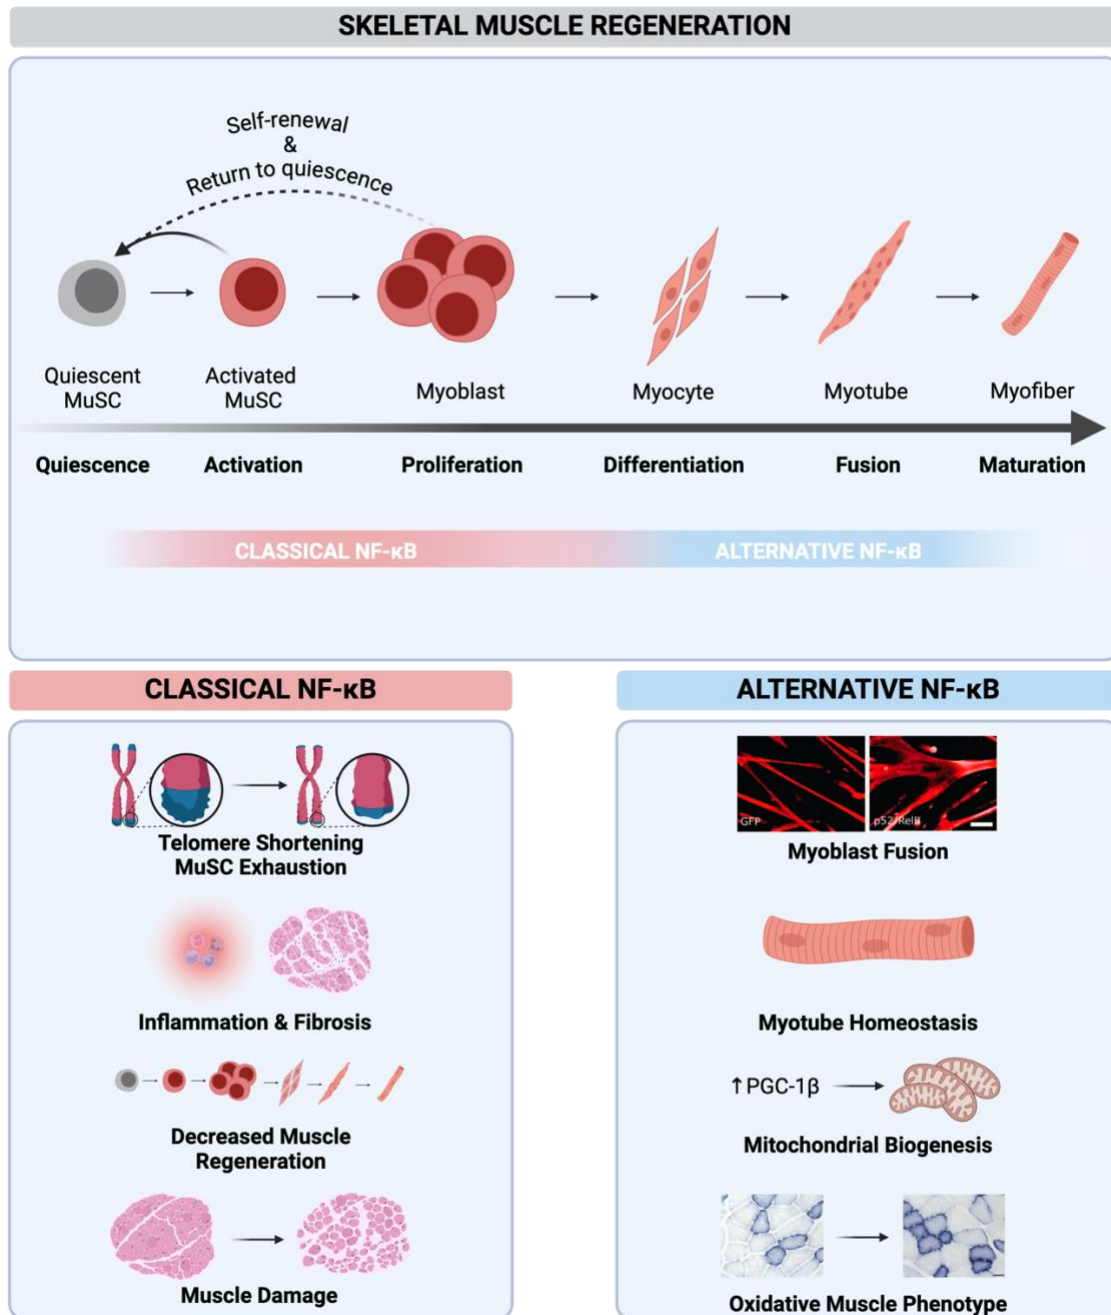 SKELETAL MUSCLE REGENERATION
Self-renewal
&
Return to quiescence
Quiescent
MuSC
Activated
MuSC
Myoblast
Myocyte
Myotube
Myofiber
Quiescence
Activation
Proliferation
Differentiation
Fusion
Maturation
CLASSICAL NF-κB
ALTERNATIVE NF-κB
CLASSICAL NF-κB
Telomere Shortening
MuSC Exhaustion
Inflammation & Fibrosis
Decreased Muscle
Regeneration
Muscle Damage
ALTERNATIVE NF-κB
GFP
p52/RelB
Myoblast Fusion
Myotube Homeostasis
↑PGC-1β
Mitochondrial Biogenesis
Oxidative Muscle Phenotype